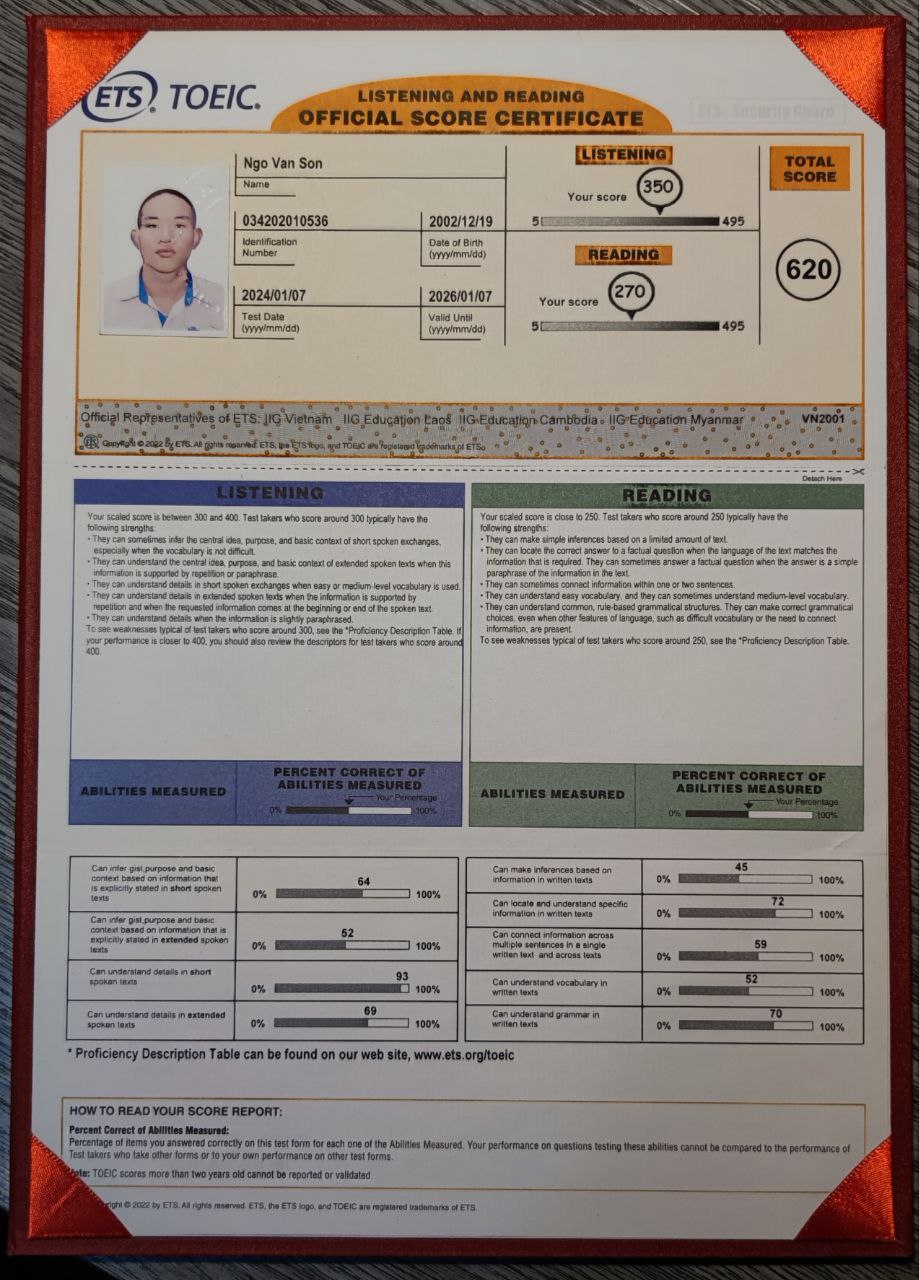 ETS® TOEIC®
LISTENING AND READING
OFFICIAL SCORE CERTIFICATE
ETS - Security Guard
Ngo Van Son
Name
034202010536
Identification
Number
2002/12/19
Date of Birth
(yyyy/mm/dd)
2024/01/07
Test Date
(yyyy/mm/dd)
2026/01/07
Valid Until
(yyyy/mm/dd)
LISTENING
Your score 350
5 495
READING
Your score 270
5 495
TOTAL
SCORE
620
Official Representatives of ETS: IIG Vietnam IIG Education Laos IIG Education Cambodia IIG Education Myanmar VN2001
Copyright © 2022 by ETS. All rights reserved. ETS, the ETS logo, and TOEIC are registered trademarks of ETS.
Detach Here
LISTENING
Your scaled score is between 300 and 400. Test takers who score around 300 typically have the
following strengths:
• They can sometimes infer the central idea, purpose, and basic context of short spoken exchanges,
especially when the vocabulary is not difficult.
• They can understand the central idea, purpose, and basic context of extended spoken texts when this
information is supported by repetition or paraphrase.
• They can understand details in short spoken exchanges when easy or medium-level vocabulary is used.
• They can understand details in extended spoken texts when the information is supported by
repetition and when the requested information comes at the beginning or end of the spoken text.
• They can understand details when the information is slightly paraphrased.
To see weaknesses typical of test takers who score around 300, see the *Proficiency Description Table. If
your performance is closer to 400, you should also review the descriptors for test takers who score around
400.
READING
Your scaled score is close to 250. Test takers who score around 250 typically have the
following strengths:
• They can make simple inferences based on a limited amount of text.
• They can locate the correct answer to a factual question when the language of the text matches the
information that is required. They can sometimes answer a factual question when the answer is a simple
paraphrase of the information in the text.
• They can sometimes connect information within one or two sentences.
• They can understand easy vocabulary, and they can sometimes understand medium-level vocabulary.
• They can understand common, rule-based grammatical structures. They can make correct grammatical
choices, even when other features of language, such as difficult vocabulary or the need to connect
information, are present.
To see weaknesses typical of test takers who score around 250, see the *Proficiency Description Table.
ABILITIES MEASURED
PERCENT CORRECT OF
ABILITIES MEASURED
Your Percentage
0% 100%
ABILITIES MEASURED
PERCENT CORRECT OF
ABILITIES MEASURED
Your Percentage
0% 100%
Can infer gist, purpose and basic
context based on information that
is explicitly stated in short spoken
texts
64
0% 100%
Can infer gist, purpose and basic
context based on information that is
explicitly stated in extended spoken
texts
52
0% 100%
Can understand details in short
spoken texts
93
0% 100%
Can understand details in extended
spoken texts
69
0% 100%
Can make inferences based on
information in written texts
45
0% 100%
Can locate and understand specific
information in written texts
72
0% 100%
Can connect information across
multiple sentences in a single
written text and across texts
59
0% 100%
Can understand vocabulary in
written texts
52
0% 100%
Can understand grammar in
written texts
70
0% 100%
* Proficiency Description Table can be found on our web site, www.ets.org/toeic
HOW TO READ YOUR SCORE REPORT:
Percent Correct of Abilities Measured:
Percentage of items you answered correctly on this test form for each one of the Abilities Measured. Your performance on questions testing these abilities cannot be compared to the performance of
Test takers who take other forms or to your own performance on other test forms.
ote: TOEIC scores more than two years old cannot be reported or validated.
right © 2022 by ETS. All rights reserved. ETS, the ETS logo, and TOEIC are registered trademarks of ETS.